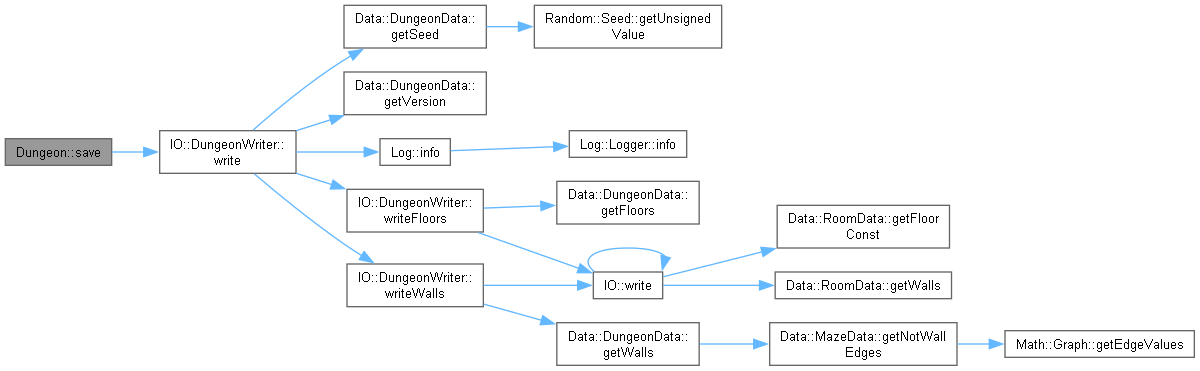 Data::DungeonData::
getSeed
Random::Seed::getUnsigned
Value
Data::DungeonData::
getVersion
Dungeon::save
IO::DungeonWriter::
write
Log::info
Log::Logger::info
IO::DungeonWriter::
writeFloors
Data::DungeonData::
getFloors
Data::RoomData::getFloor
Const
IO::DungeonWriter::
writeWalls
IO::write
Data::RoomData::getWalls
Data::DungeonData::
getWalls
Data::MazeData::getNotWall
Edges
Math::Graph::getEdgeValues